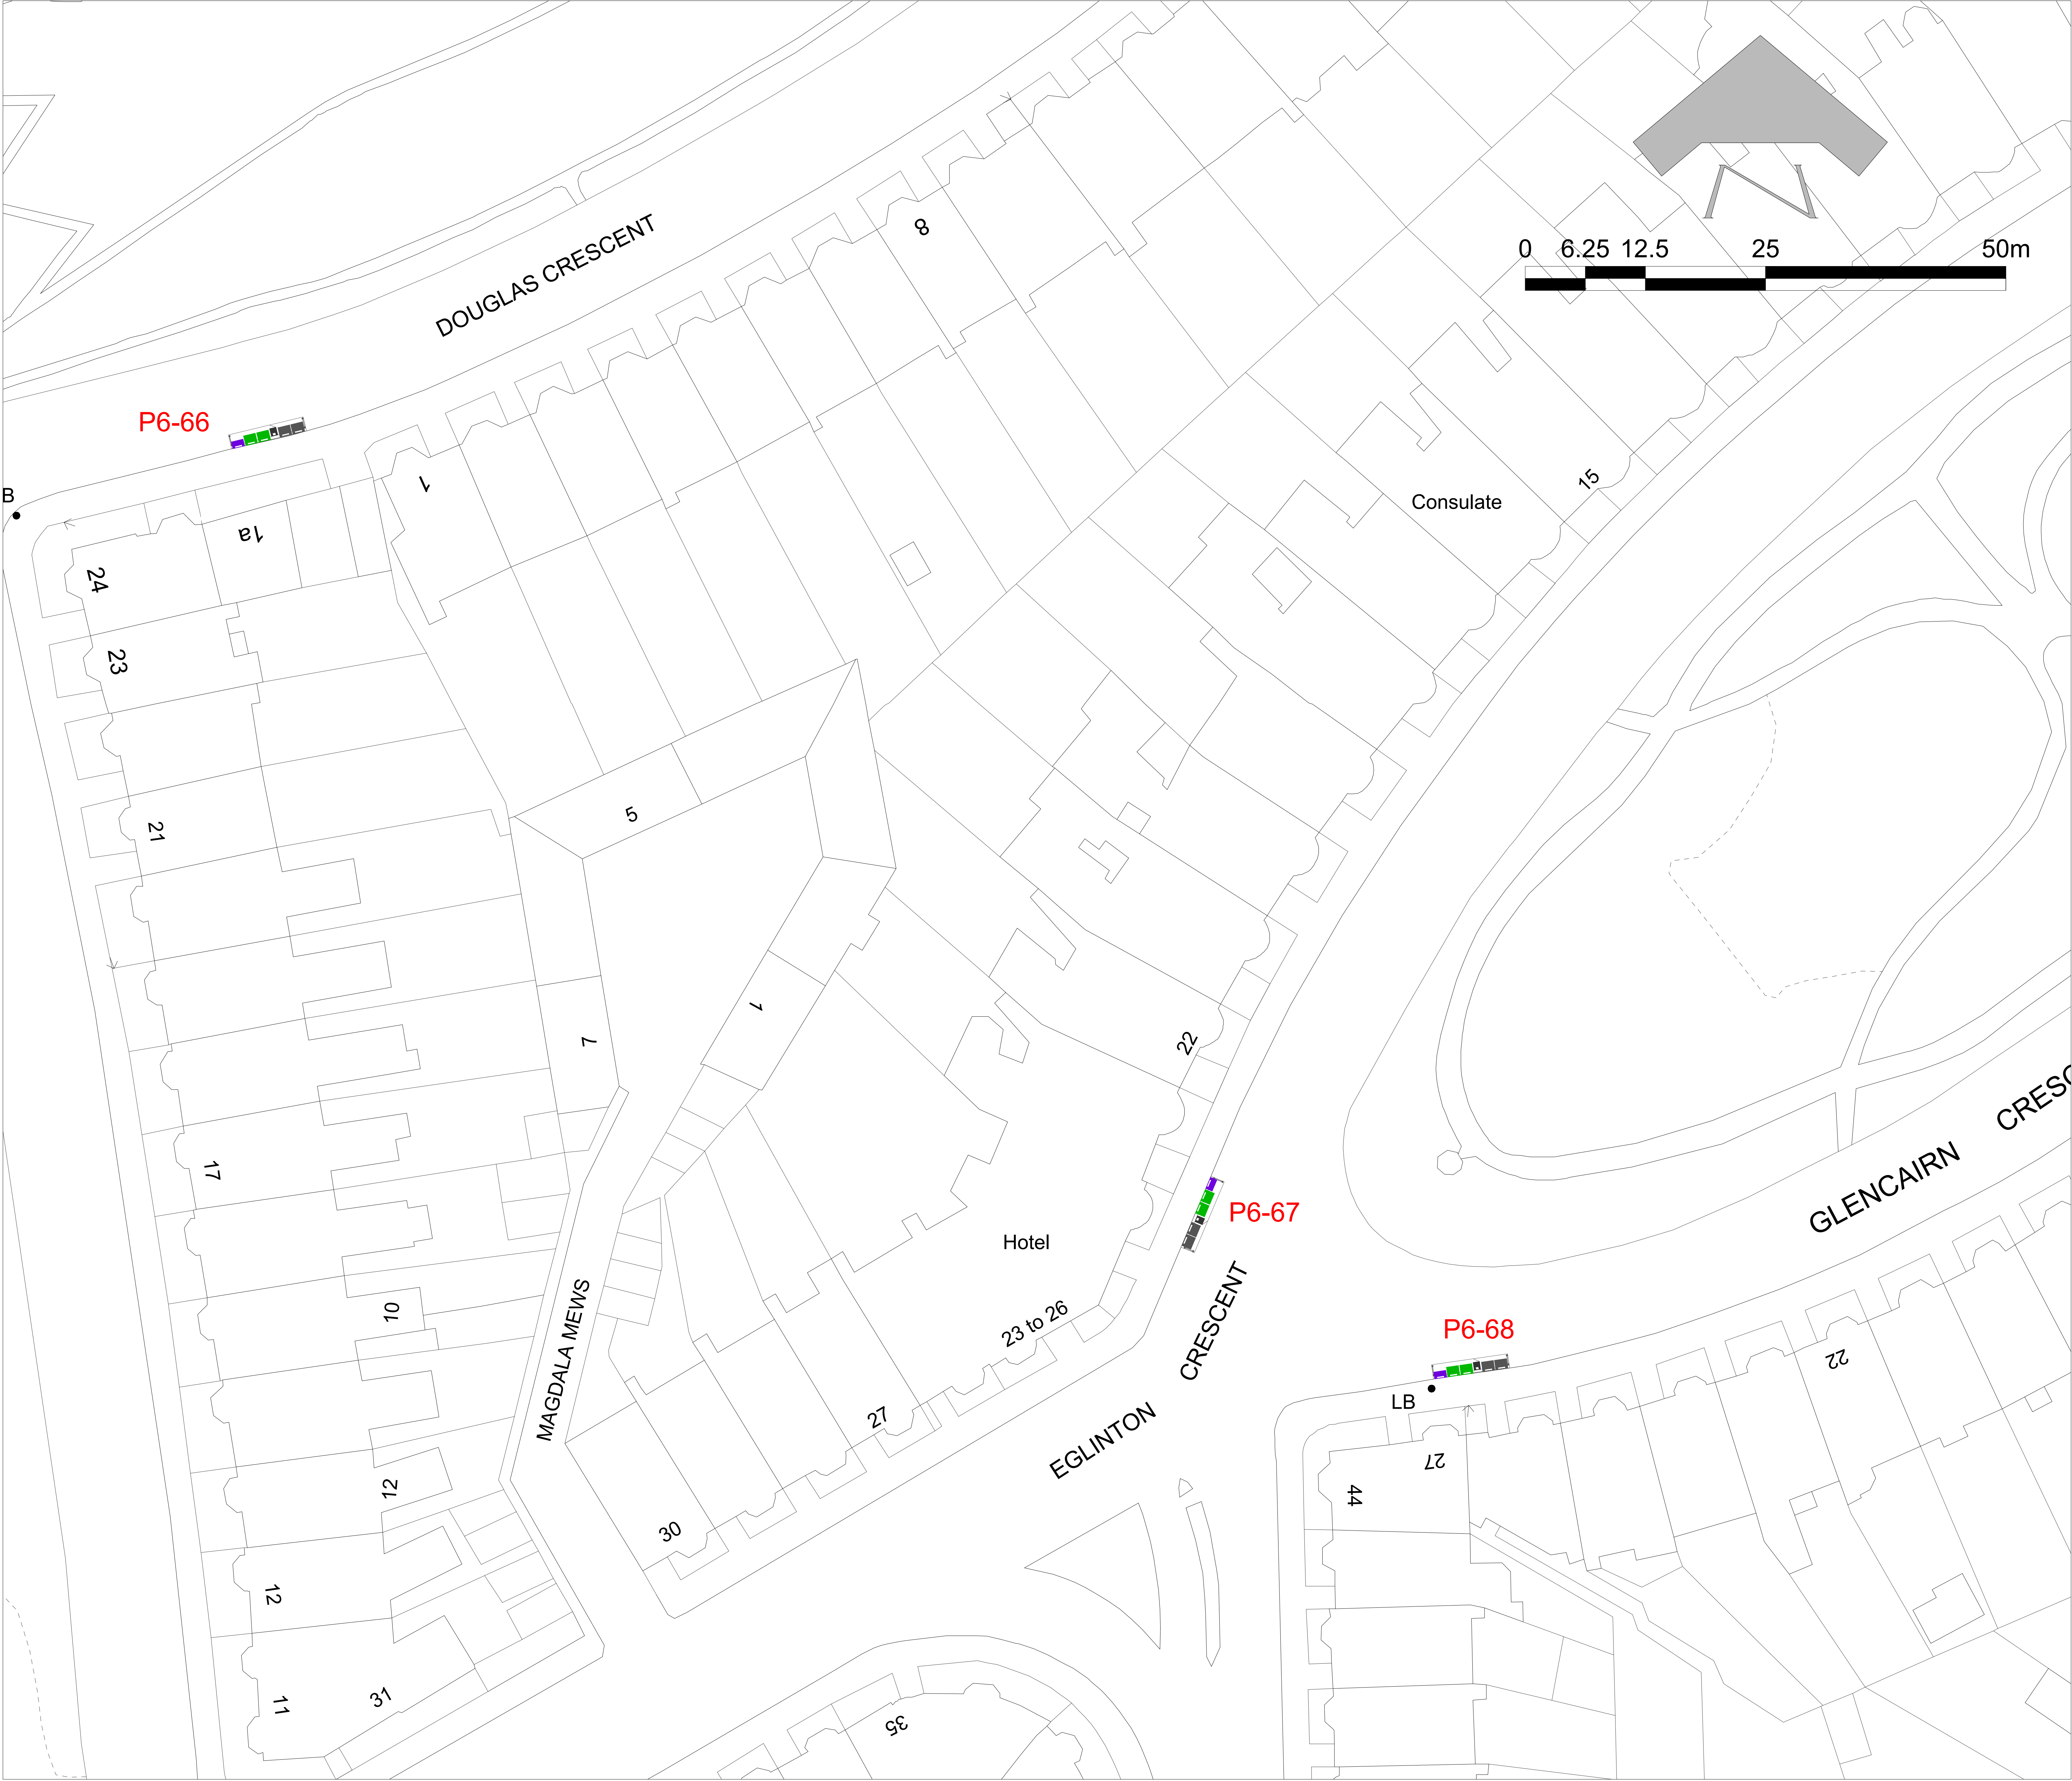 DOUGLAS CRESCENT
8
0 6.25 12.5 25 50m
P6-66
B
1
1a
24
23
21
5
15
Consulate
1
7
22
17
P6-67
Hotel
10
MAGDALA MEWS
23 to 26
CRESCENT
EGLINTON
GLENCAIRN
CRESC
P6-68
LB
22
27
27
44
12
30
12
11
31
35